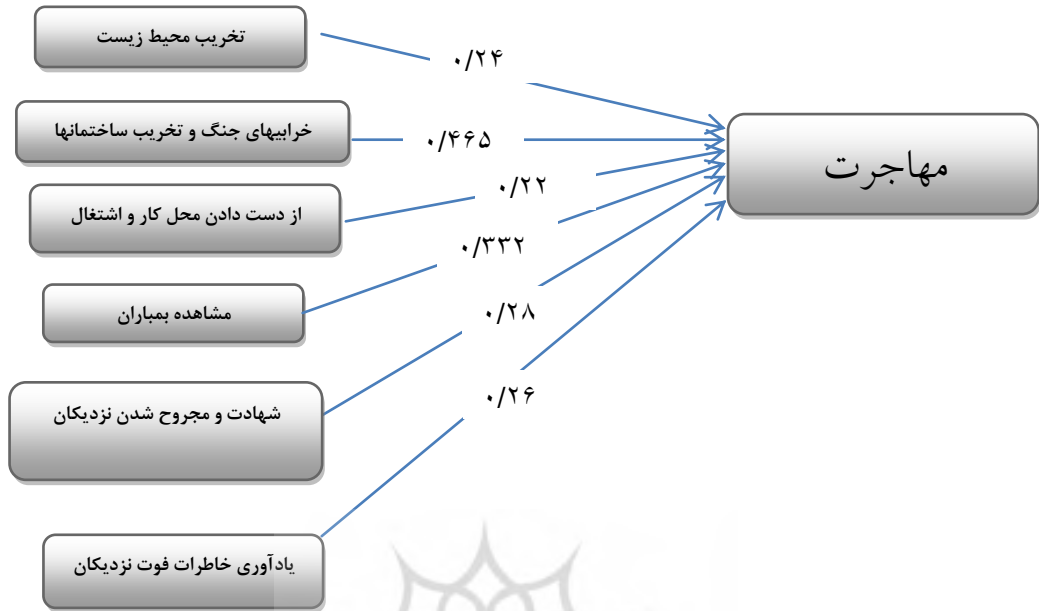 تخریب محیط زیست
۰/۲۴
خرابیهای جنگ و تخریب ساختمانها
۰/۴۶۵
مهاجرت
از دست دادن محل کار و اشتغال
۰/۲۲
مشاهده بمباران
۰/۳۳۲
شهادت و مجروح شدن نزدیکان
۰/۲۸
یادآوری خاطرات فوت نزدیکان
۰/۲۶